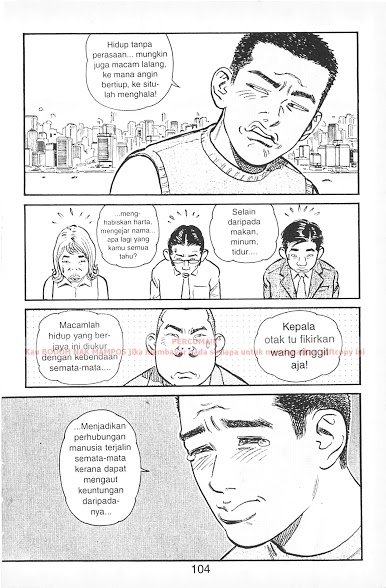 Hidup tanpa
perasaan... mungkin
juga macam lalang,
ke mana angin
bertiup, ke situ-
lah menghala!
Selain
daripada
makan,
minum,
tidur....
...meng-
habiskan harta,
mengejar nama...
apa lagi yang
kamu semua
tahu?
Kepala
otak tu fikirkan
wang ringgit
aja!
Macamlah
hidup yang ber-
jaya ini diukur
dengan kebendaan
semata-mata....
PERCUMA!
...Menjadikan
perhubungan
manusia terjalin
semata-mata
kerana dapat
mengaut
keuntungan
daripada-
nya...
104